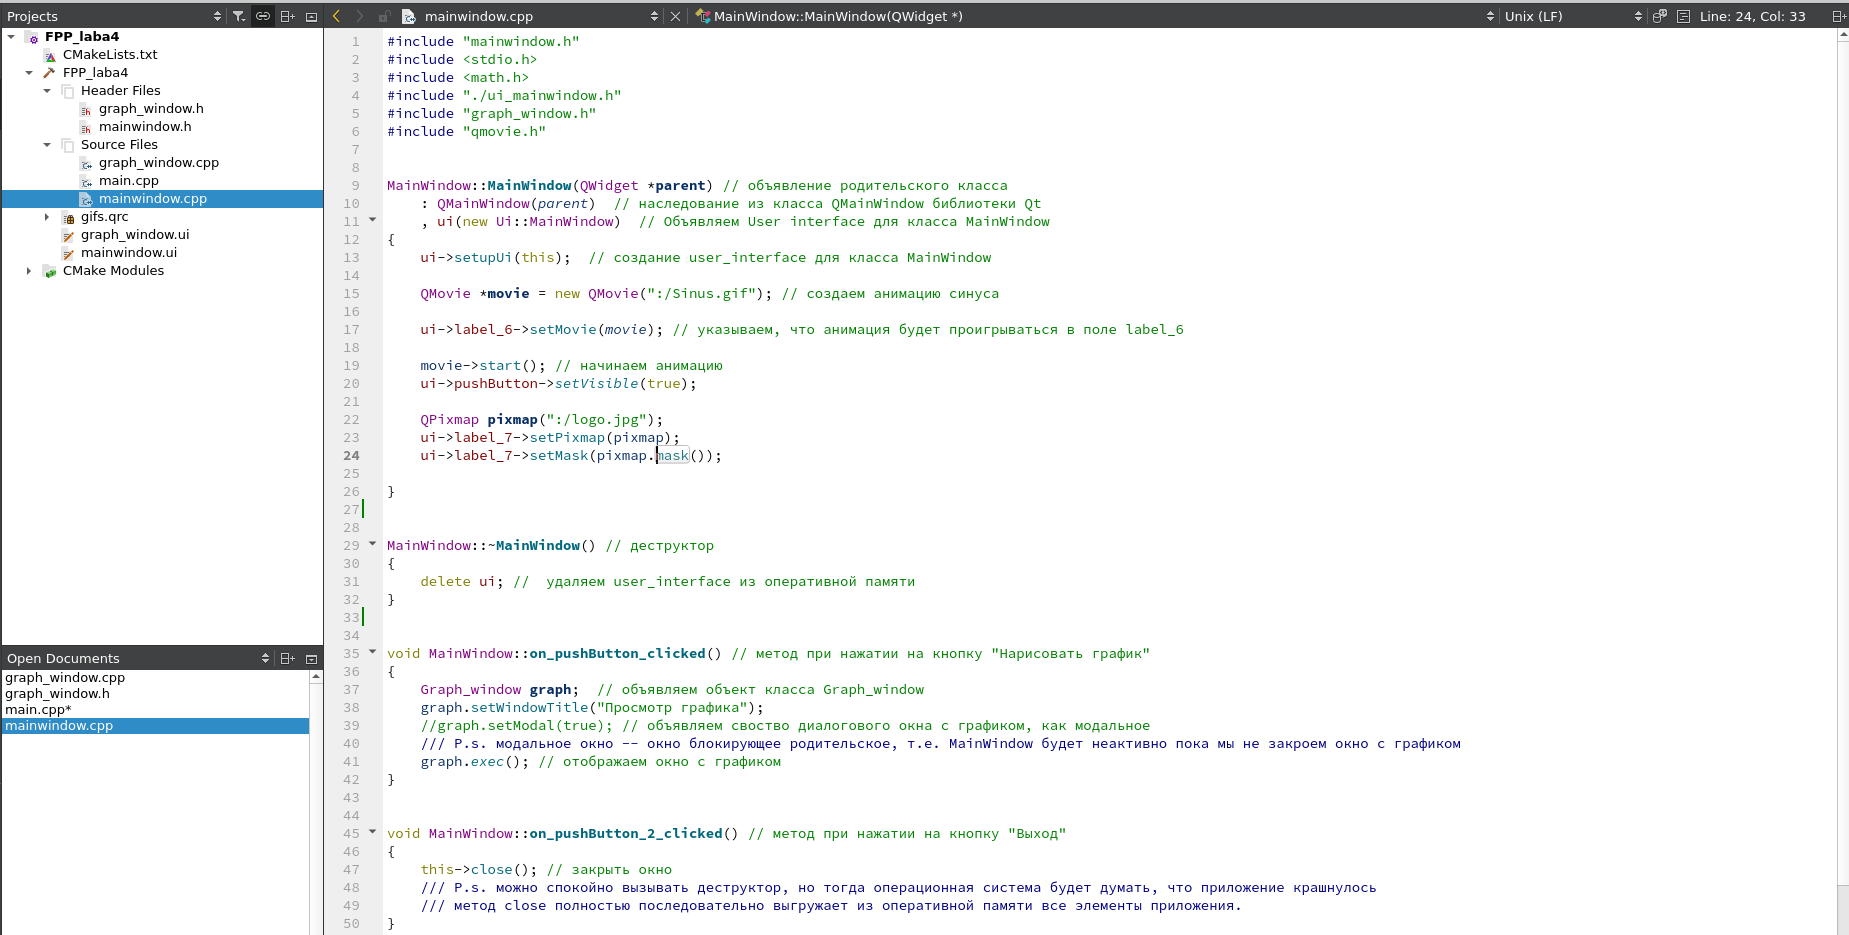 Projects
FPP_laba4
CMakeLists.txt
FPP_laba4
Header Files
graph_window.h
mainwindow.h
Source Files
graph_window.cpp
main.cpp
mainwindow.cpp
gifs.qrc
graph_window.ui
mainwindow.ui
CMake Modules
Open Documents
graph_window.cpp
graph_window.h
main.cpp*
mainwindow.cpp
mainwindow.cpp
MainWindow::MainWindow(QWidget *)
Unix (LF)
Line: 24, Col: 33
1 #include "mainwindow.h"
2 #include <stdio.h>
3 #include <math.h>
4 #include "./ui_mainwindow.h"
5 #include "graph_window.h"
6 #include "qmovie.h"
7
8
9 MainWindow::MainWindow(QWidget *parent) // объявление родительского класса
10     : QMainWindow(parent)  // наследование из класса QMainWindow библиотеки Qt
11     , ui(new Ui::MainWindow)  // Объявляем User interface для класса MainWindow
12 {
13     ui->setupUi(this);  // создание user_interface для класса MainWindow
14
15     QMovie *movie = new QMovie(":/Sinus.gif"); // создаем анимацию синуса
16
17     ui->label_6->setMovie(movie); // указываем, что анимация будет проигрываться в поле label_6
18
19     movie->start(); // начинаем анимацию
20     ui->pushButton->setVisible(true);
21
22     QPixmap pixmap(":/logo.jpg");
23     ui->label_7->setPixmap(pixmap);
24     ui->label_7->setMask(pixmap.mask());
25
26 }
27
28
29 MainWindow::~MainWindow() // деструктор
30 {
31     delete ui; //  удаляем user_interface из оперативной памяти
32 }
33
34
35 void MainWindow::on_pushButton_clicked() // метод при нажатии на кнопку "Нарисовать график"
36 {
37     Graph_window graph;  // объявляем объект класса Graph_window
38     graph.setWindowTitle("Просмотр графика");
39     //graph.setModal(true); // объявляем своство диалогового окна с графиком, как модальное
40     /// P.s. модальное окно -- окно блокирующее родительское, т.е. MainWindow будет неактивно пока мы не закроем окно с графиком
41     graph.exec(); // отображаем окно с графиком
42 }
43
44
45 void MainWindow::on_pushButton_2_clicked() // метод при нажатии на кнопку "Выход"
46 {
47     this->close(); // закрыть окно
48     /// P.s. можно спокойно вызывать деструктор, но тогда операционная система будет думать, что приложение крашнулось
49     /// метод close полностью последовательно выгружает из оперативной памяти все элементы приложения.
50 }